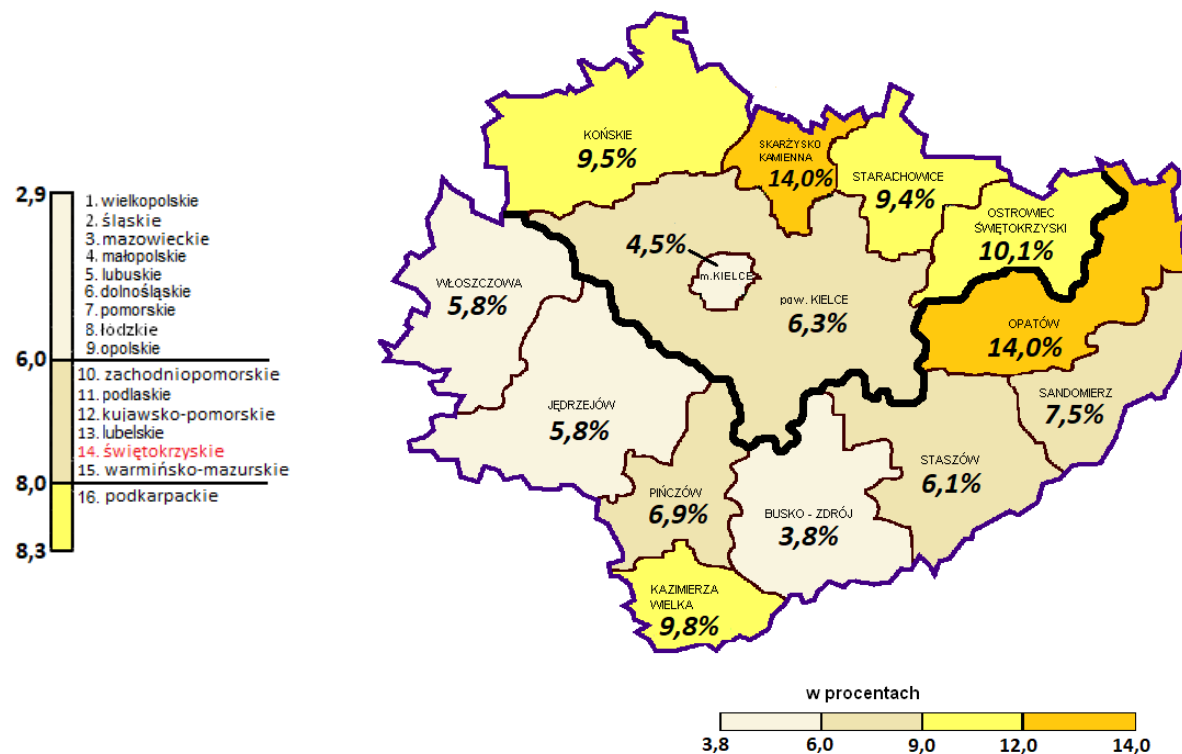 2,9
1. wielkopolskie
2. śląskie
3. mazowieckie
4. małopolskie
5. lubuskie
6. dolnośląskie
7. pomorskie
8. łódzkie
9. opolskie
6,0
10. zachodniopomorskie
11. podlaskie
12. kujawsko-pomorskie
13. lubelskie
14. świętokrzyskie
15. warmińsko-mazurskie
8,0
16. podkarpackie
8,3
KOŃSKIE
9,5%
SKARŻYSKO
KAMIENNA
14,0%
STARACHOWICE
9,4%
OSTROWIEC
ŚWIĘTOKRZYSKI
10,1%
4,5%
m.KIELCE
WŁOSZCZOWA
5,8%
pow. KIELCE
6,3%
OPATÓW
14,0%
SANDOMIERZ
7,5%
JĘDRZEJÓW
5,8%
STASZÓW
6,1%
PIŃCZÓW
6,9%
BUSKO - ZDRÓJ
3,8%
KAZIMIERZA
WIELKA
9,8%
w procentach
3,8 6,0 9,0 12,0 14,0